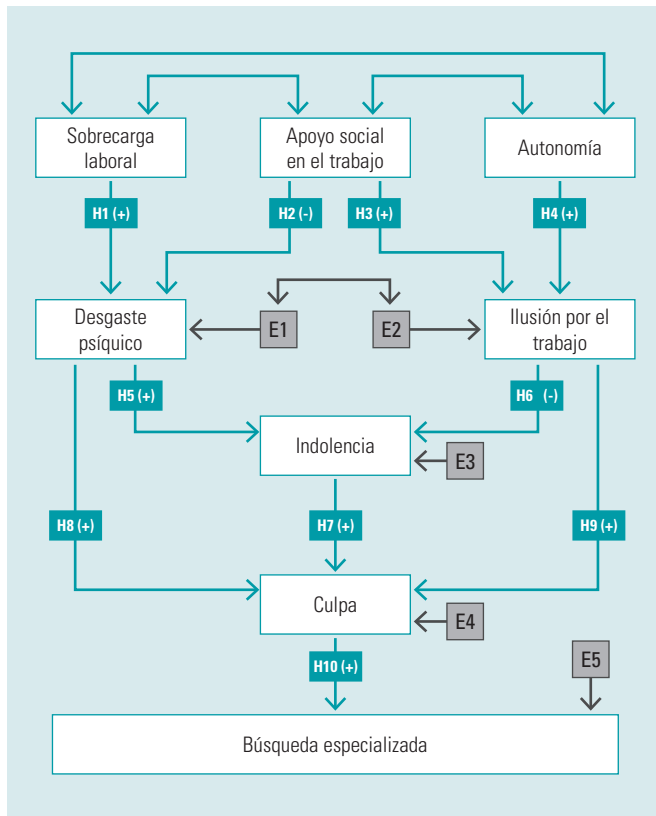 Sobrecarga
laboral
Apoyo social
en el trabajo
Autonomía
H1 (+)
H2 (-)
H3 (+)
H4 (+)
Desgaste
psíquico
E1
E2
Ilusión por el
trabajo
H5 (+)
H6 (-)
Indolencia
E3
H8 (+)
H7 (+)
H9 (+)
Culpa
E4
H10 (+)
E5
Búsqueda especializada